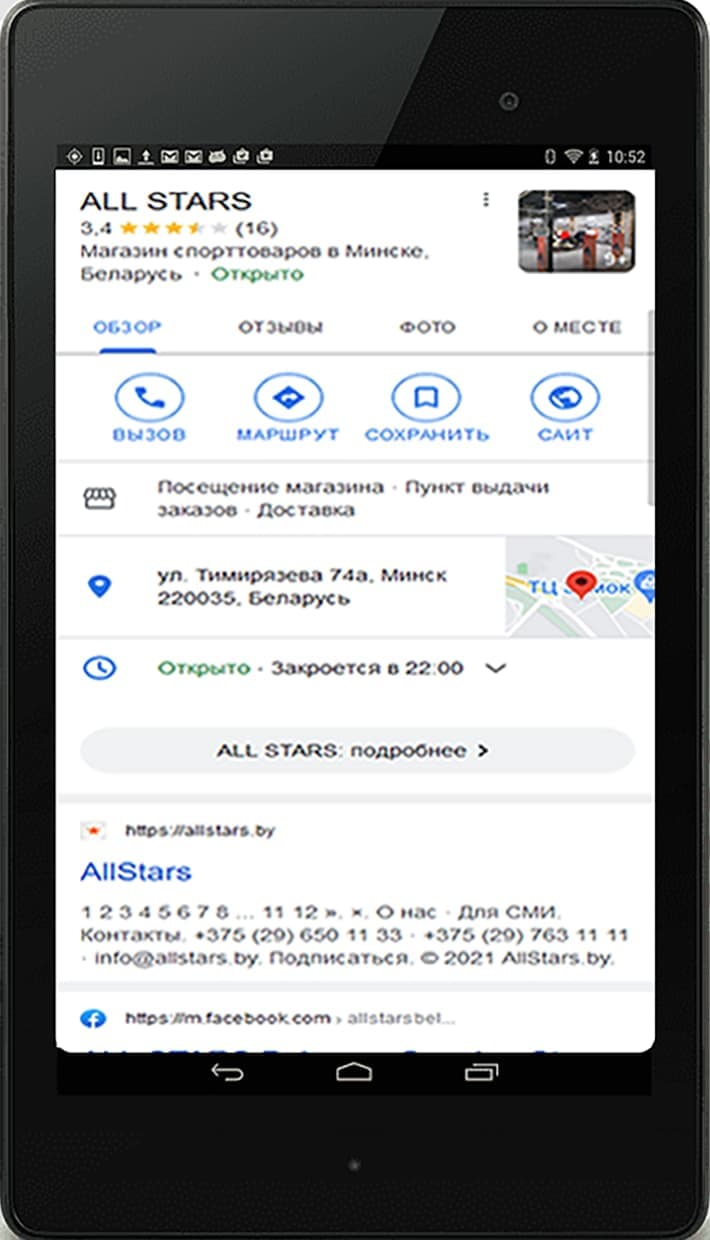 10:52
ALL STARS
3,4 (16)
Магазин спорттоваров в Минске,
Беларусь · Открыто
ОБЗОР ОТЗЫВЫ ФОТО О МЕСТЕ
ВЫЗОВ МАРШРУТ СОХРАНИТЬ САЙТ
Посещение магазина · Пункт выдачи
заказов · Доставка
ул. Тимирязева 74а, Минск
220035, Беларусь
ТЦ
Открыто · Закроется в 22:00
ALL STARS: подробнее >
https://allstars.by
AllStars
1 2 3 4 5 6 7 8 ... 11 12 ». ×. О нас · Для СМИ.
Контакты. +375 (29) 650 11 33 · +375 (29) 763 11 11
· info@allstars.by. Подписаться. © 2021 AllStars.by.
https://m.facebook.com › allstarsbel...